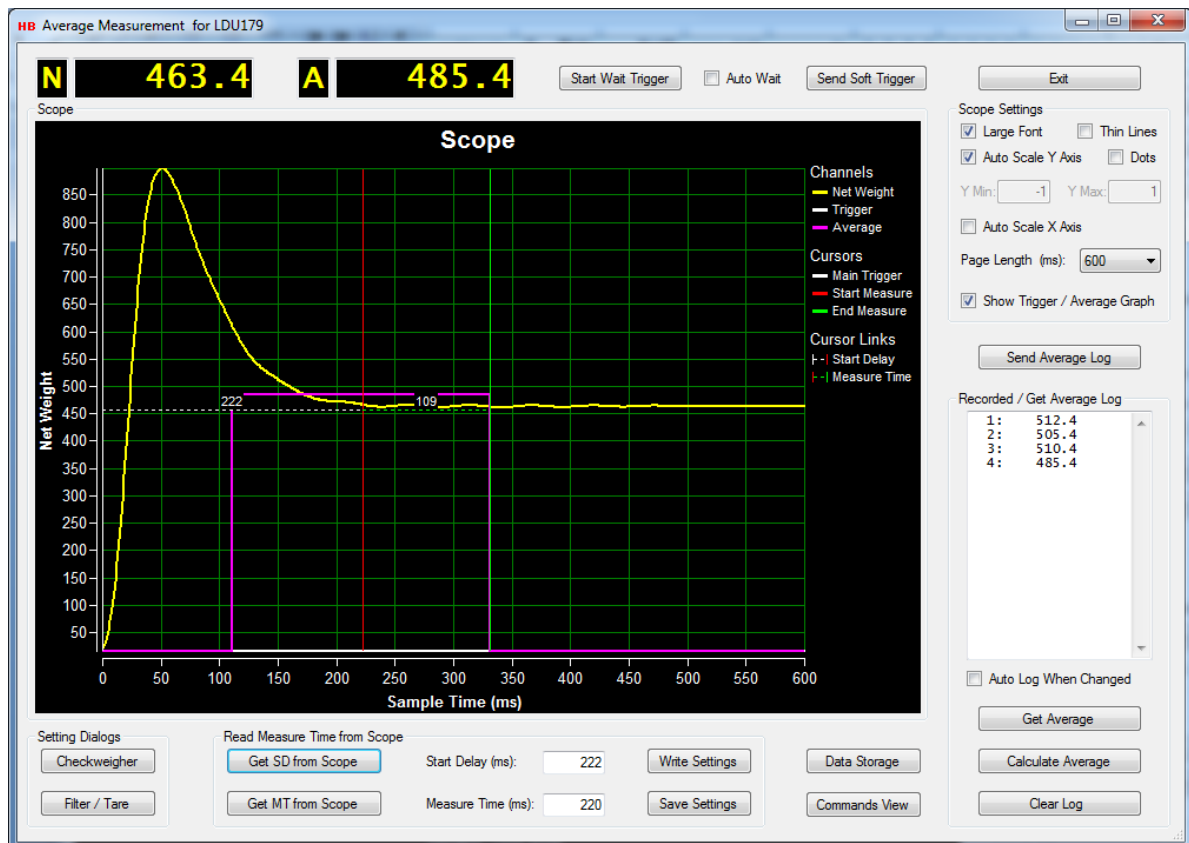 HB Average Measurement for LDU179
N 463.4 A 485.4 Start Wait Trigger Auto Wait Send Soft Trigger Exit
Scope
Scope
850
800
750
700
650
600
550
500
450
400
350
300
250
200
150
100
50
Net Weight
222
109
0 50 100 150 200 250 300 350 400 450 500 550 600
Sample Time (ms)
Channels
Net Weight
Trigger
Average
Cursors
Main Trigger
Start Measure
End Measure
Cursor Links
Start Delay
Measure Time
Scope Settings
Large Font Thin Lines
Auto Scale Y Axis Dots
Y Min: -1 Y Max: 1
Auto Scale X Axis
Page Length (ms): 600
Show Trigger / Average Graph
Send Average Log
Recorded / Get Average Log
1: 512.4
2: 505.4
3: 510.4
4: 485.4
Auto Log When Changed
Get Average
Calculate Average
Clear Log
Setting Dialogs
Checkweigher
Filter / Tare
Read Measure Time from Scope
Get SD from Scope Start Delay (ms): 222 Write Settings
Get MT from Scope Measure Time (ms): 220 Save Settings
Data Storage
Commands View